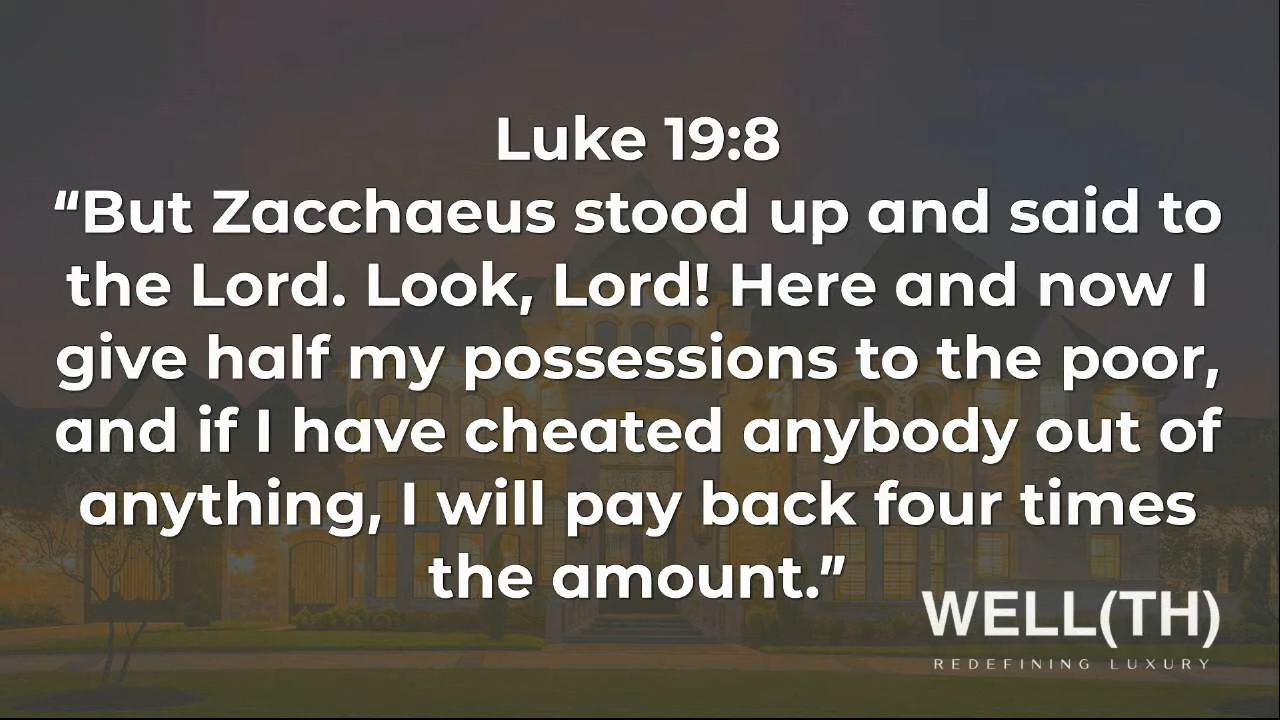 Luke 19:8
“But Zacchaeus stood up and said to
the Lord. Look, Lord! Here and now I
give half my possessions to the poor,
and if I have cheated anybody out of
anything, I will pay back four times
the amount.”
WELL(TH)
REDEFINING LUXURY